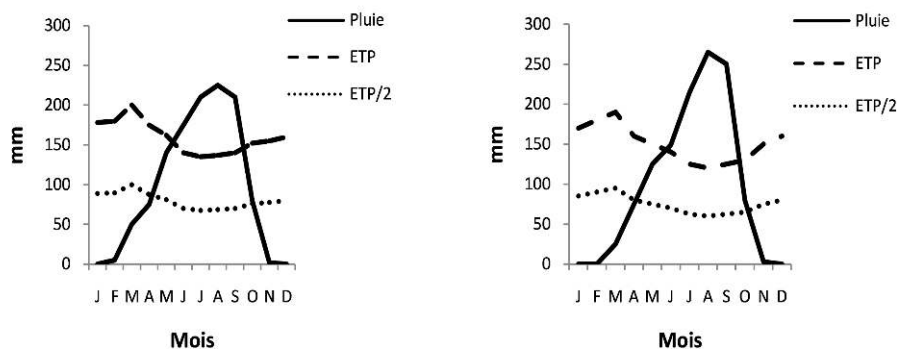 300
250
200
150
100
50
0
mm
J F M A M J J A S O N D
Mois
Pluie
ETP
ETP/2
300
250
200
150
100
50
0
mm
J F M A M J J A S O N D
Mois
Pluie
ETP
ETP/2